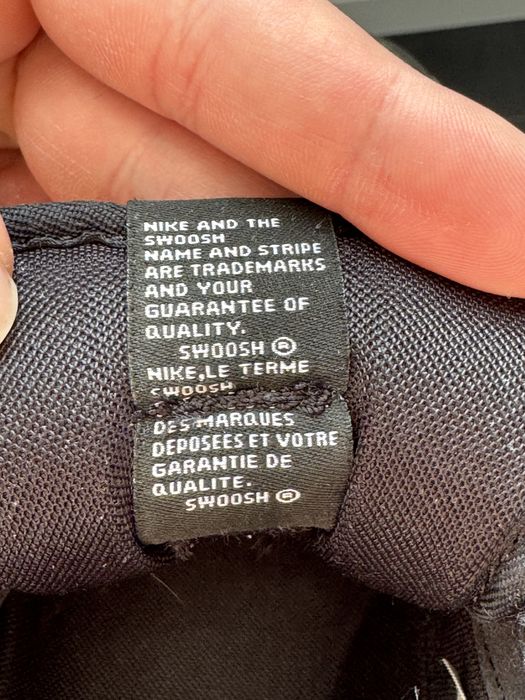 NIKE AND THE
SWOOSH
NAME AND STRIPE
ARE TRADEMARKS
AND YOUR
GUARANTEE OF
QUALITY.
SWOOSH ®
NIKE,LE TERME
SWOOSH
DES MARQUES
DEPOSEES ET VOTRE
GARANTIE DE
QUALITE.
SWOOSH ®